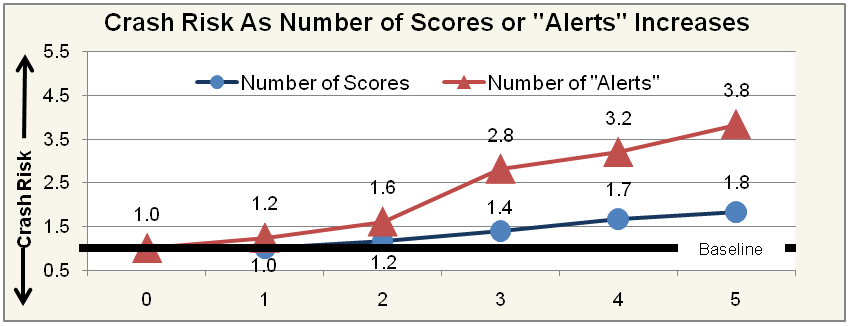 Crash Risk As Number of Scores or "Alerts" Increases
5.5
Number of Scores
Number of "Alerts"
4.5
3.8
3.5
3.2
2.8
2.5
1.0
1.2
1.6
1.4
1.7
1.8
1.5
Baseline
1.0
1.2
0.5
Crash Risk
0 1 2 3 4 5